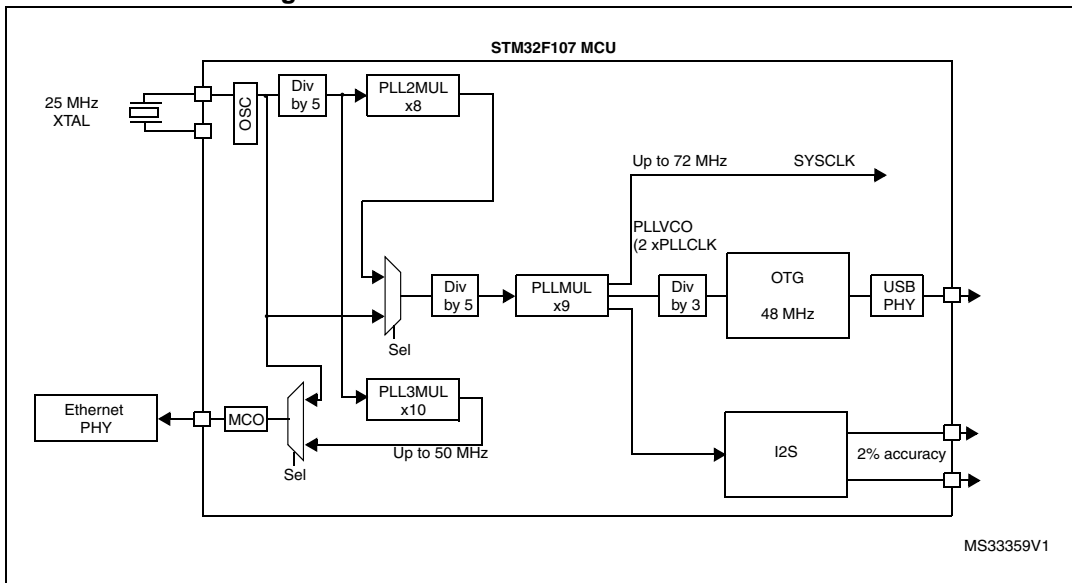 STM32F107 MCU
25 MHz
XTAL
OSC
Div
by 5
PLL2MUL
x8
Up to 72 MHz
SYSCLK
PLLVCO
(2 xPLLCLK
Div
by 5
PLLMUL
x9
Div
by 3
OTG
48 MHz
USB
PHY
Sel
Ethernet
PHY
MCO
PLL3MUL
x10
Up to 50 MHz
Sel
I2S
2% accuracy
MS33359V1